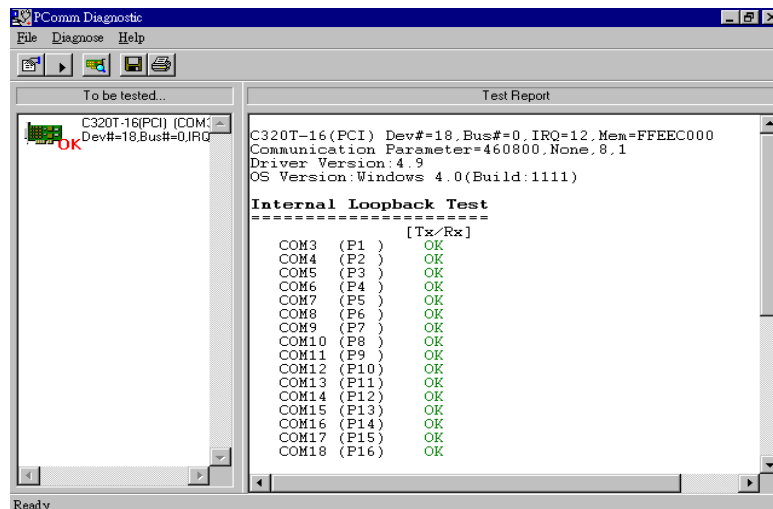 PComm Diagnostic
File Diagnose Help
To be tested...
C320T-16(PCI) (COM3
Dev#=18,Bus#=0,IRQ
OK
Test Report
C320T-16(PCI) Dev#=18,Bus#=0,IRQ=12,Mem=FFEEC000
Communication Parameter=460800,None,8,1
Driver Version:4.9
OS Version:Windows 4.0(Build:1111)
Internal Loopback Test
========================
[Tx/Rx]
COM3 (P1 ) OK
COM4 (P2 ) OK
COM5 (P3 ) OK
COM6 (P4 ) OK
COM7 (P5 ) OK
COM8 (P6 ) OK
COM9 (P7 ) OK
COM10 (P8 ) OK
COM11 (P9 ) OK
COM12 (P10) OK
COM13 (P11) OK
COM14 (P12) OK
COM15 (P13) OK
COM16 (P14) OK
COM17 (P15) OK
COM18 (P16) OK
Ready